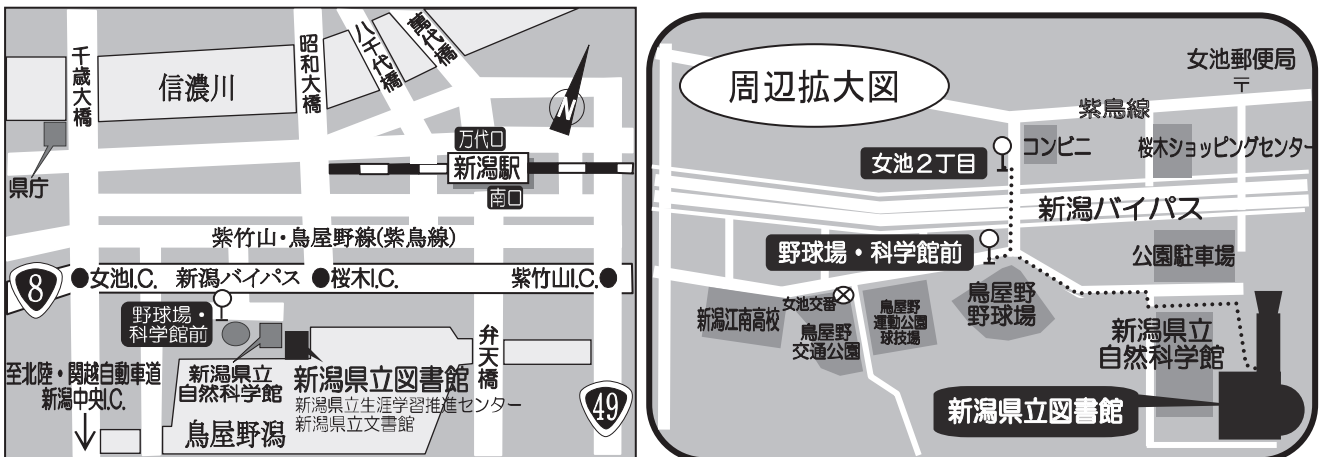 千歳大橋
信濃川
昭和大橋
八千代橋
萬代橋
N
県庁
万代口
新潟駅
南口
紫竹山・鳥屋野線(紫鳥線)
8
女池I.C.
新潟バイパス
桜木I.C.
紫竹山I.C.
野球場・
科学館前
弁天橋
至北陸・関越自動車道
新潟中央I.C.
新潟県立
自然科学館
新潟県立図書館
新潟県立生涯学習推進センター
新潟県立文書館
鳥屋野潟
49
周辺拡大図
女池郵便局
〒
紫鳥線
コンビニ
桜木ショッピングセンター
女池2丁目
新潟バイパス
野球場・科学館前
公園駐車場
新潟江南高校
女池交番
鳥屋野
交通公園
鳥屋野
運動公園
球技場
鳥屋野
野球場
新潟県立
自然科学館
新潟県立図書館